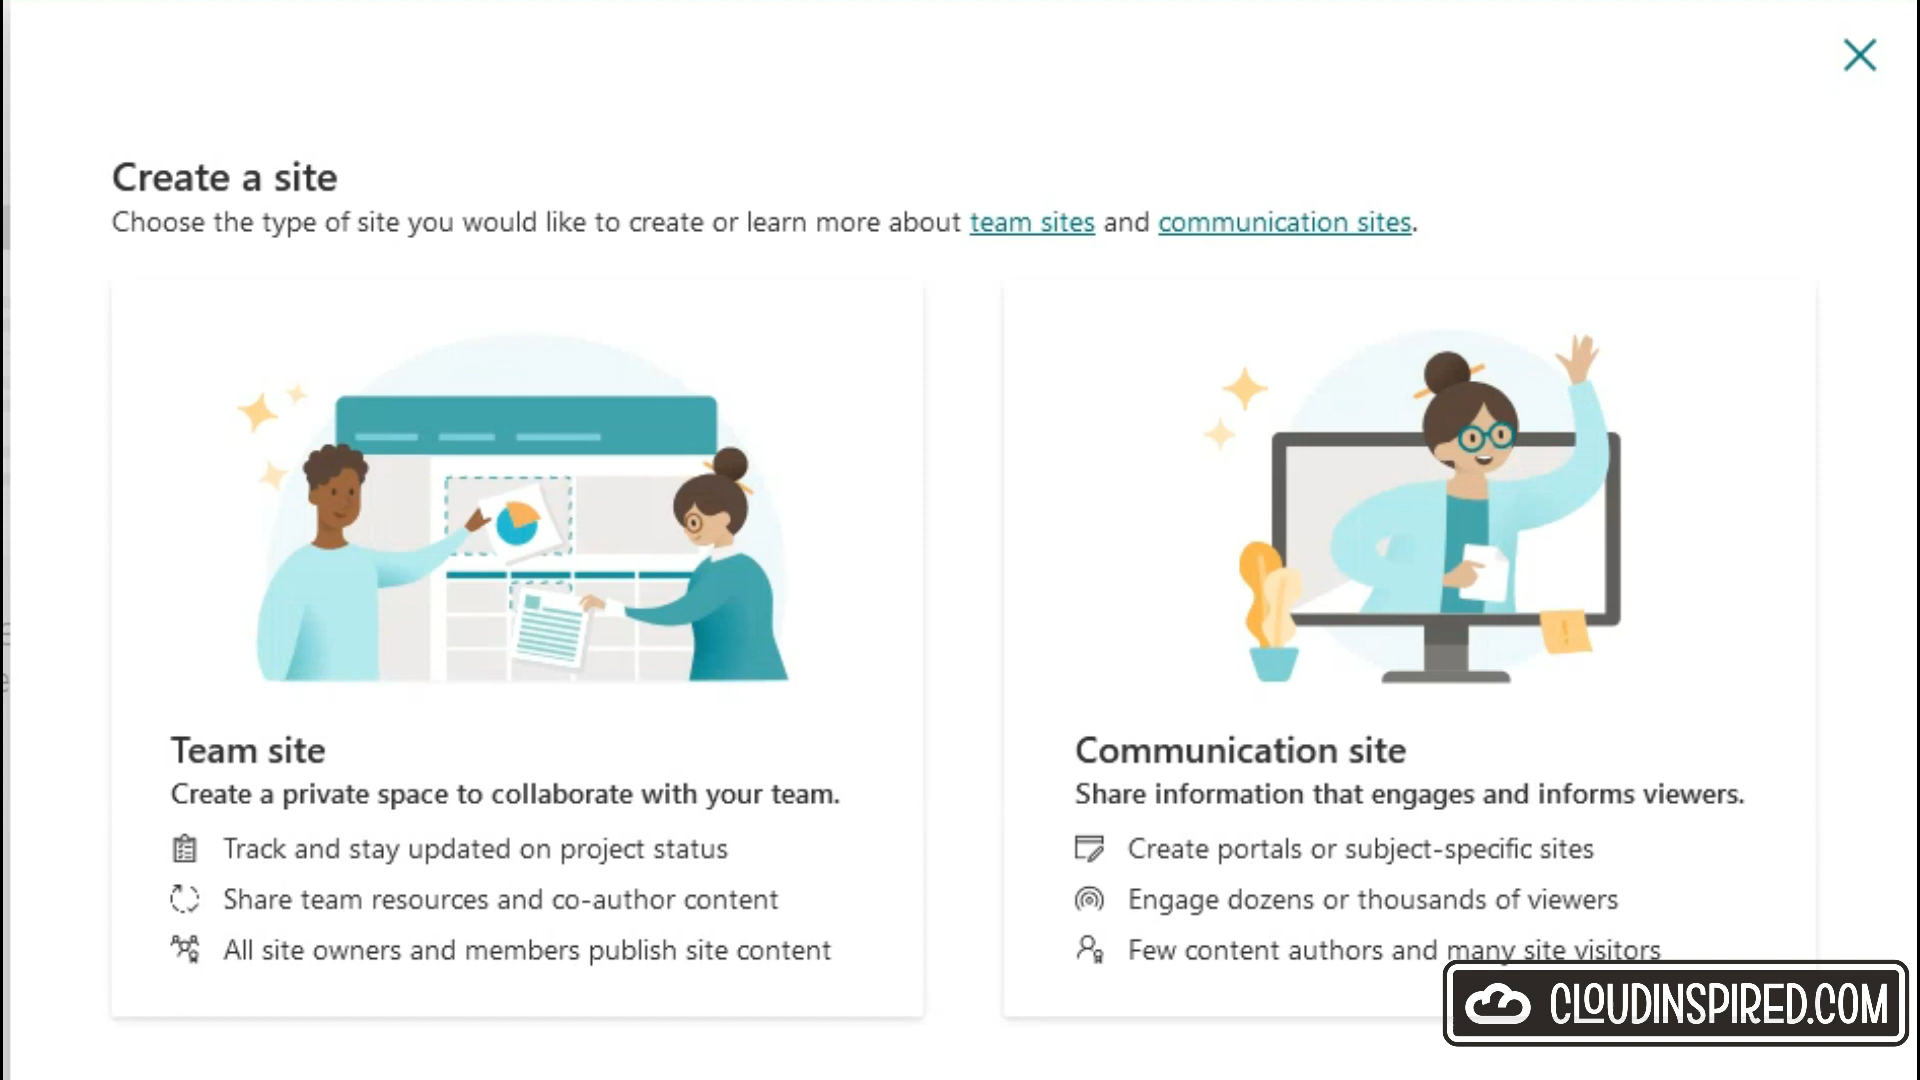 Create a site
Choose the type of site you would like to create or learn more about team sites and communication sites.
Team site
Create a private space to collaborate with your team.
Track and stay updated on project status
Share team resources and co-author content
All site owners and members publish site content
Communication site
Share information that engages and informs viewers.
Create portals or subject-specific sites
Engage dozens or thousands of viewers
Few content authors and many site visitors
CLOUDINSPIRED.COM